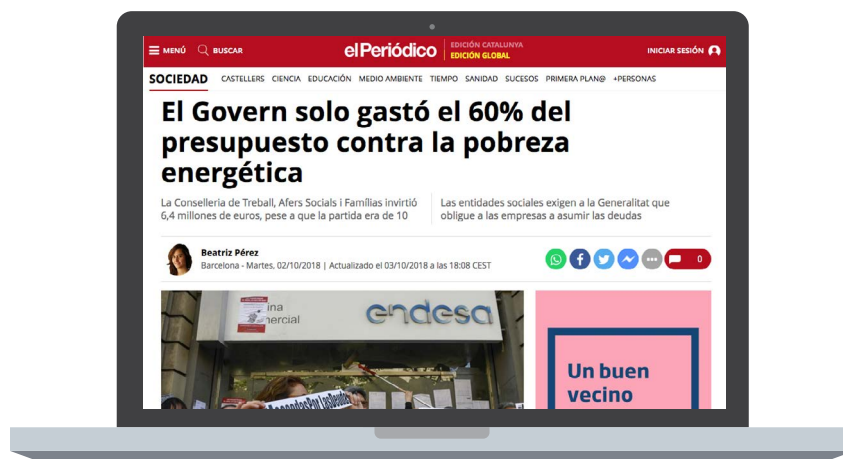 MENÚ
BUSCAR
elPeriódico
EDICIÓN CATALUNYA
EDICIÓN GLOBAL
INICIAR SESIÓN
SOCIEDAD CASTELLERS CIENCIA EDUCACIÓN MEDIO AMBIENTE TIEMPO SANIDAD SUCESOS PRIMERA PLAN@ +PERSONAS
El Govern solo gastó el 60% del
presupuesto contra la pobreza
energética
La Conselleria de Treball, Afers Socials i Famílias invirtió
6,4 millones de euros, pese a que la partida era de 10
Las entidades sociales exigen a la Generalitat que
obligue a las empresas a asumir las deudas
Beatriz Pérez
Barcelona - Martes, 02/10/2018 | Actualizado el 03/10/2018 a las 18:08 CEST
0
ina
mercial
endesa
Un buen
vecino